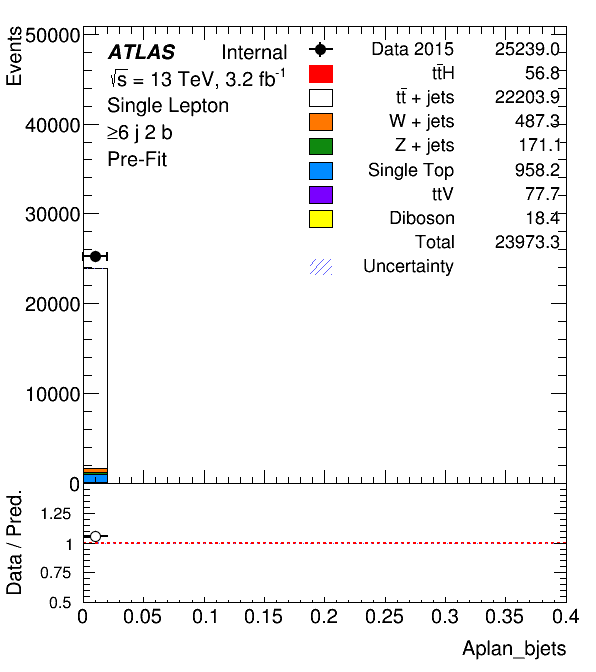 Events
50000
40000
30000
20000
10000
0
ATLAS Internal
√s = 13 TeV, 3.2 fb⁻¹
Single Lepton
≥6 j 2 b
Pre-Fit
Data 2015 25239.0
tt̄H 56.8
tt̄ + jets 22203.9
W + jets 487.3
Z + jets 171.1
Single Top 958.2
ttV 77.7
Diboson 18.4
Total 23973.3
Uncertainty
Data / Pred.
1.25
1
0.75
0.5
0 0.05 0.1 0.15 0.2 0.25 0.3 0.35 0.4
Aplan_bjets